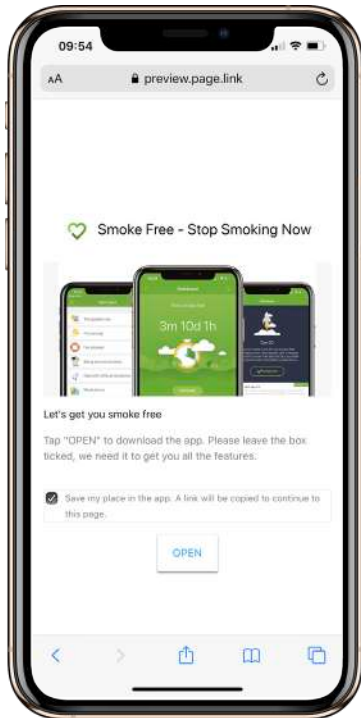 09:54
AA
preview.page.link
Smoke Free - Stop Smoking Now
3m 10d 1h
Let's get you smoke free
Tap "OPEN" to download the app. Please leave the box
ticked, we need it to get you all the features.
Save my place in the app. A link will be copied to continue to
this page.
OPEN